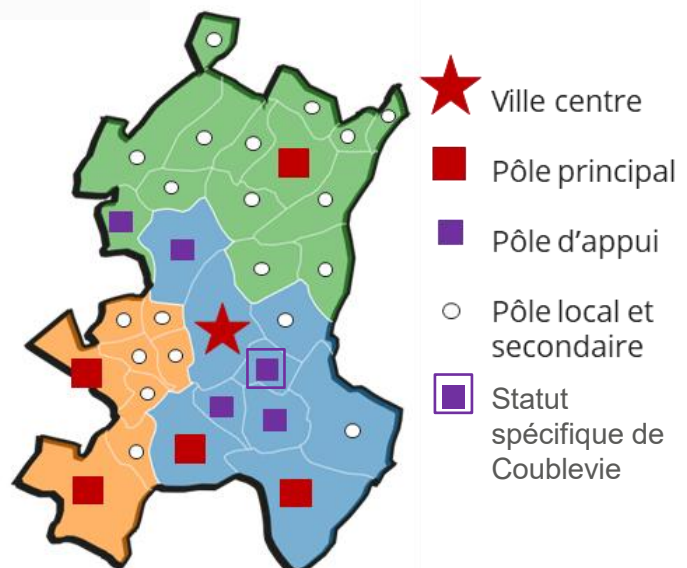 Ville centre
Pôle principal
Pôle d’appui
Pôle local et
secondaire
Statut
spécifique de
Coublevie